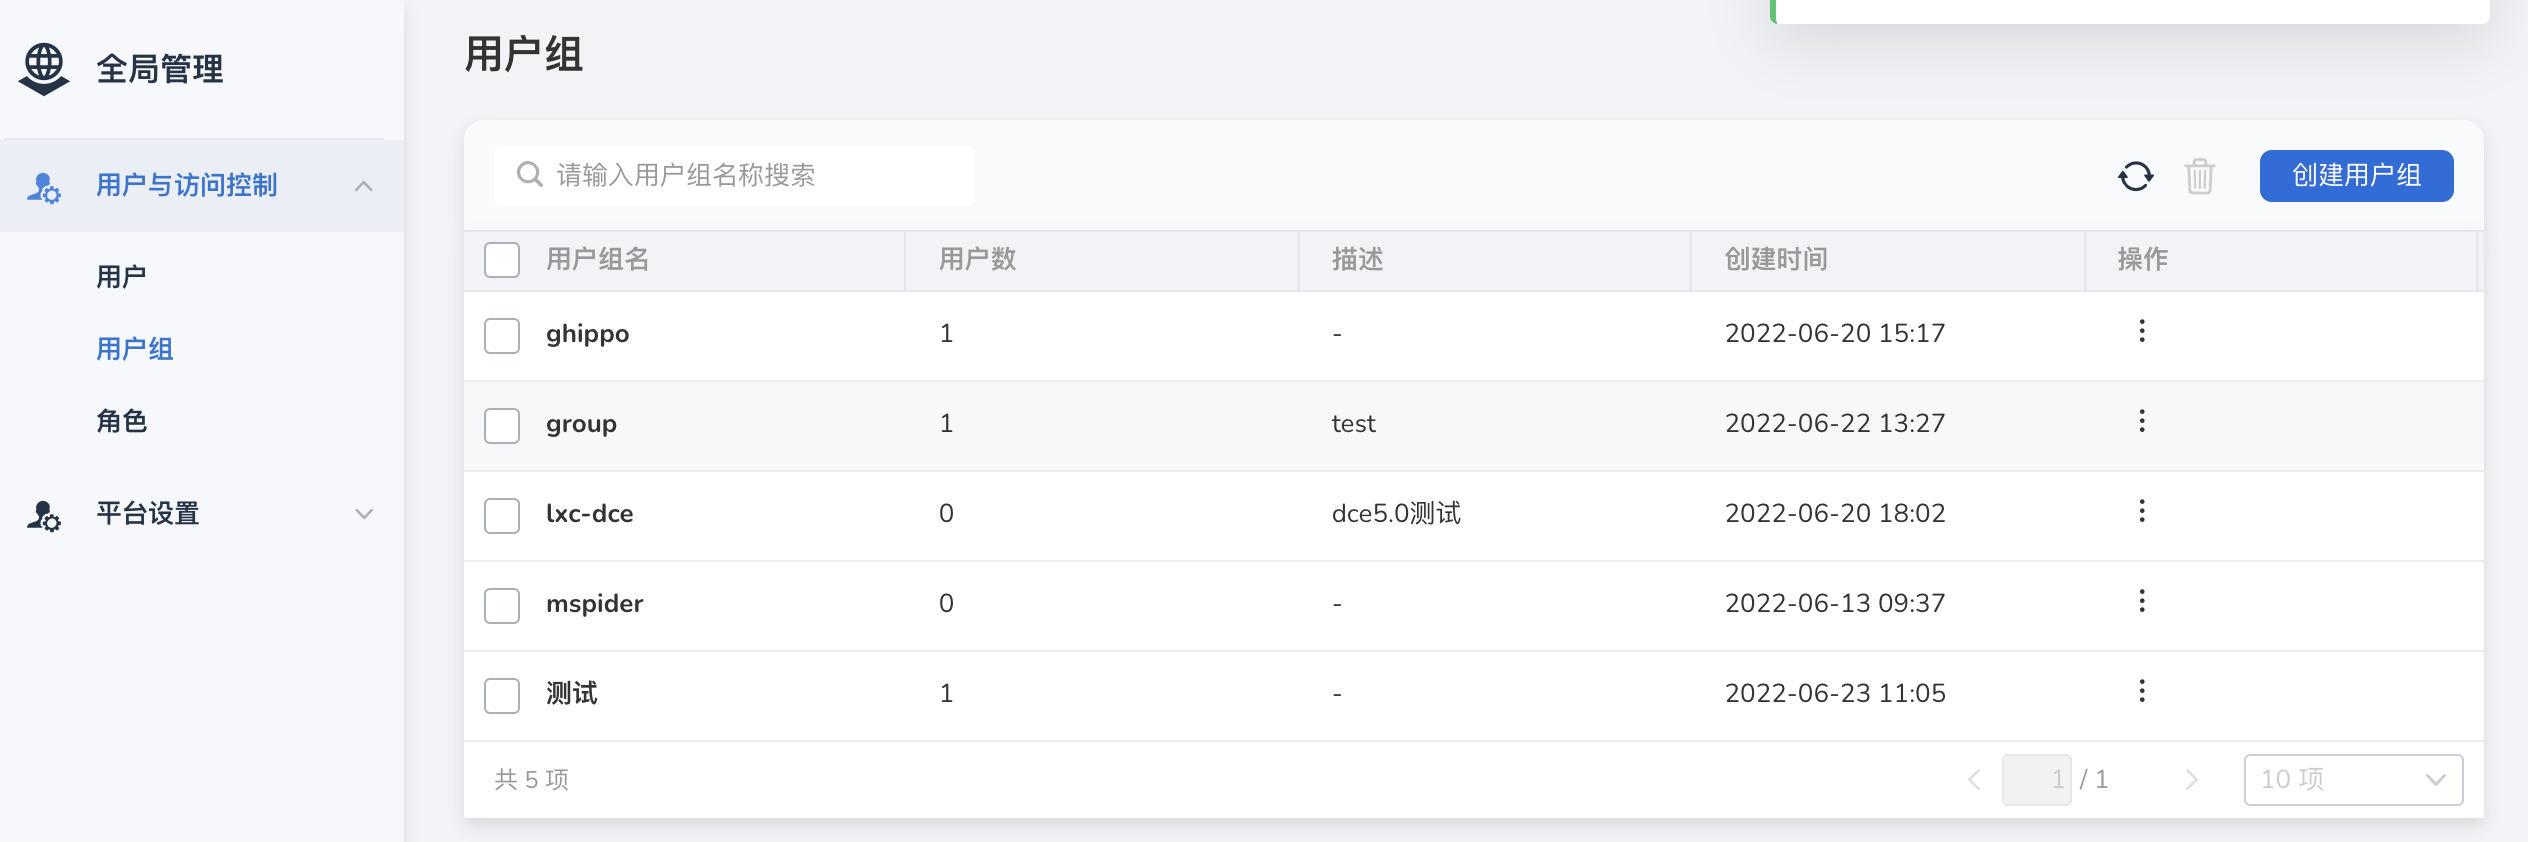 全局管理
用户与访问控制
用户
用户组
角色
平台设置
用户组
请输入用户组名称搜索
创建用户组
用户组名 用户数 描述 创建时间 操作
ghippo 1 - 2022-06-20 15:17
group 1 test 2022-06-22 13:27
lxc-dce 0 dce5.0测试 2022-06-20 18:02
mspider 0 - 2022-06-13 09:37
测试 1 - 2022-06-23 11:05
共 5 项 1 / 1 10 项